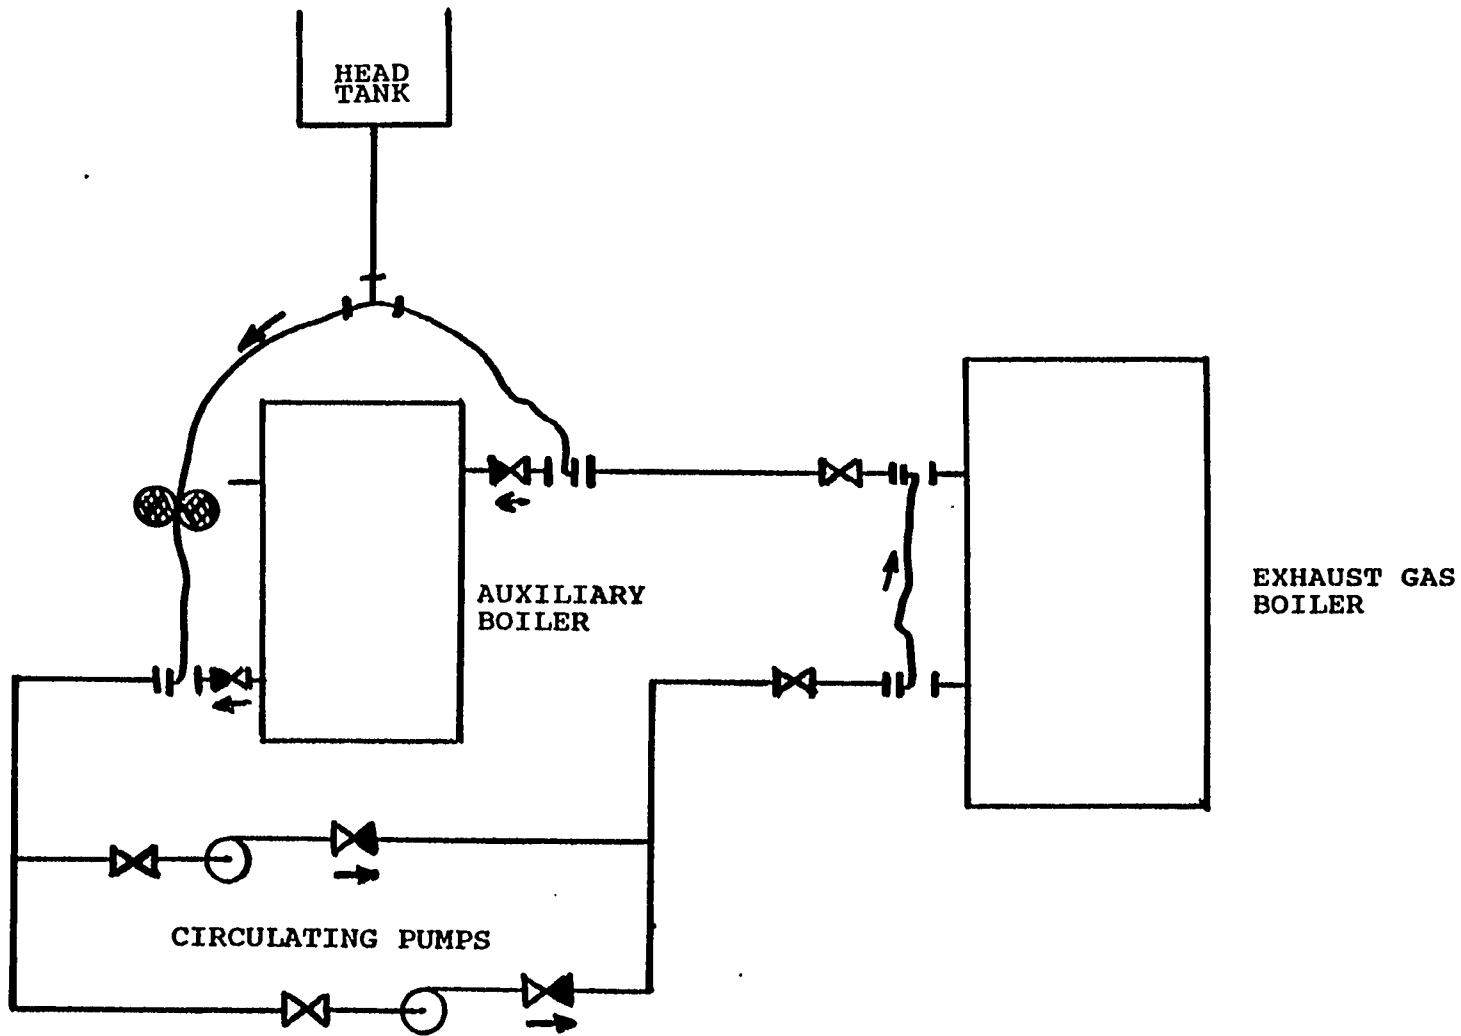 HEAD
TANK
AUXILIARY
BOILER
EXHAUST GAS
BOILER
CIRCULATING PUMPS